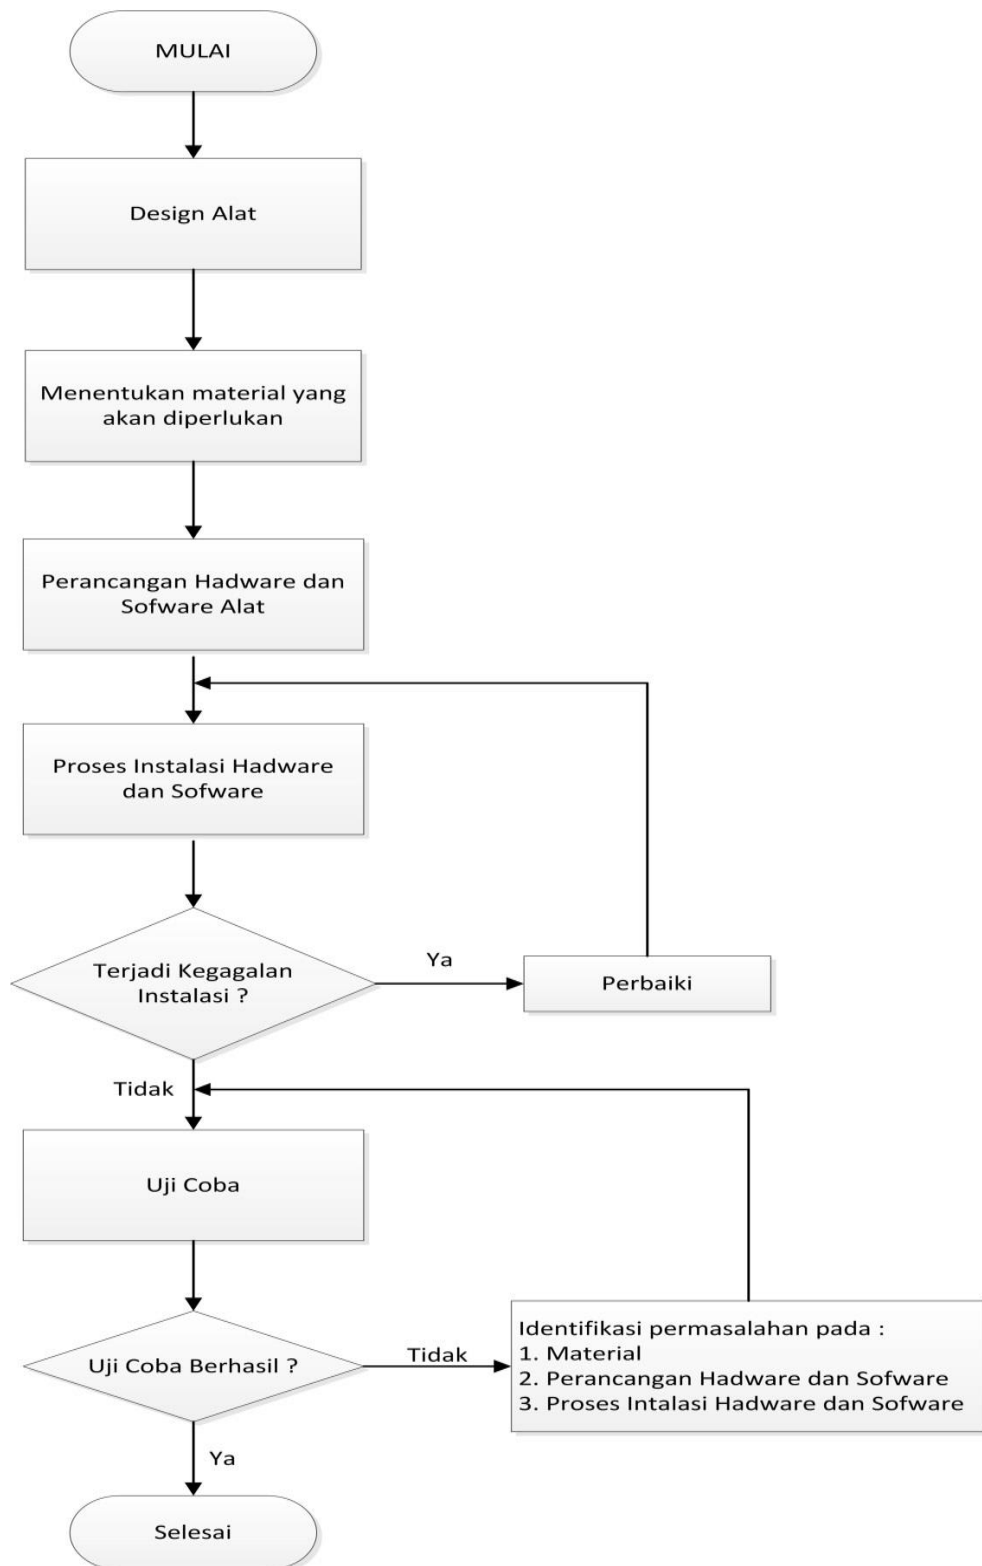 MULAI
Design Alat
Menentukan material yang
akan diperlukan
Perancangan Hadware dan
Sofware Alat
Proses Instalasi Hadware
dan Sofware
Terjadi Kegagalan
Instalasi ?
Ya
Perbaiki
Tidak
Uji Coba
Uji Coba Berhasil ?
Tidak
Identifikasi permasalahan pada :
1. Material
2. Perancangan Hadware dan Sofware
3. Proses Intalasi Hadware dan Sofware
Ya
Selesai